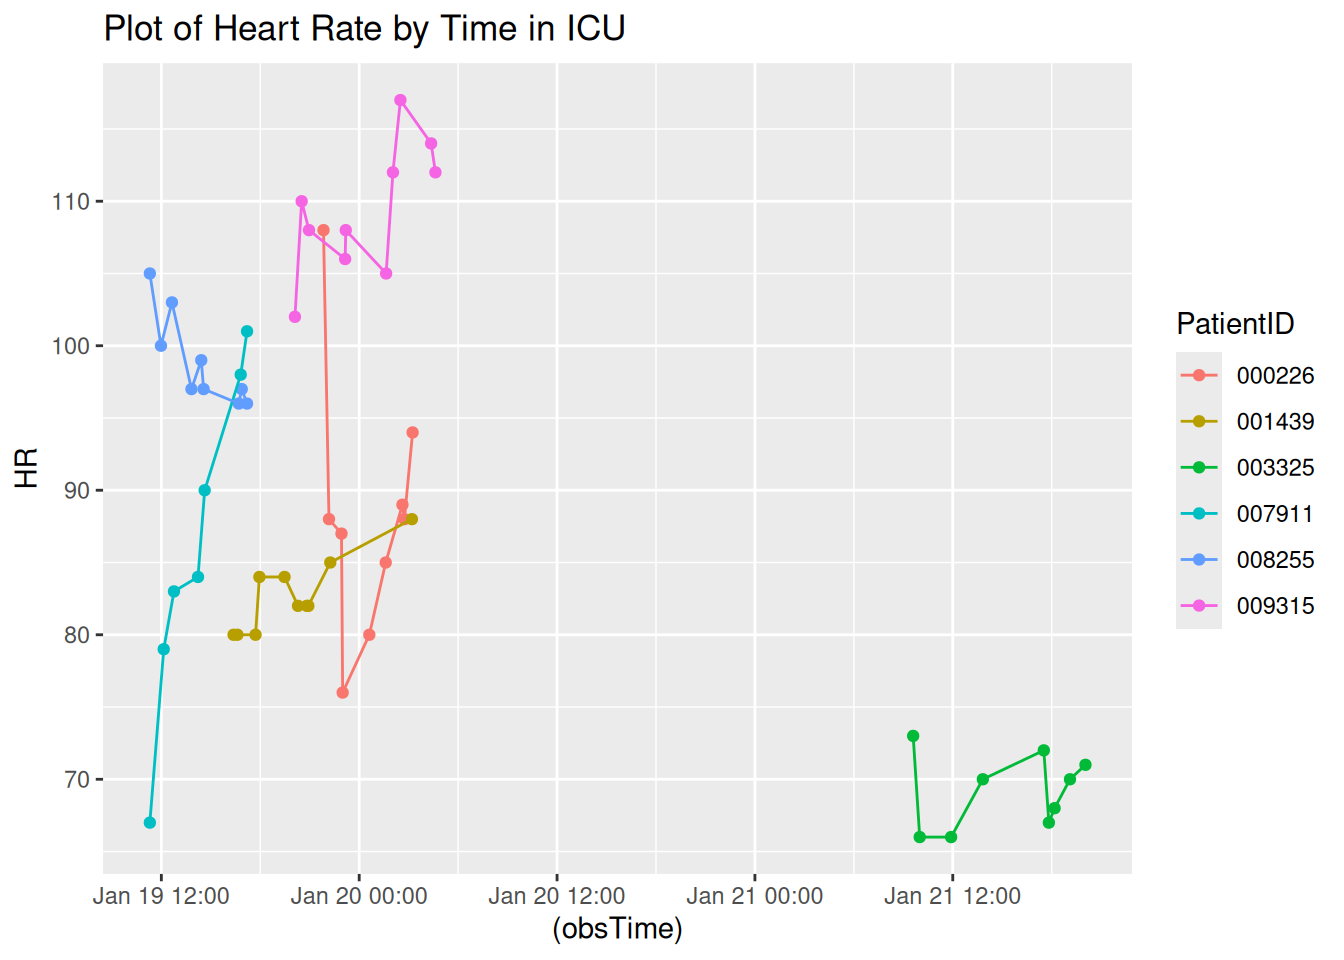 Plot of Heart Rate by Time in ICU
HR
110
100
90
80
70
Jan 19 12:00
Jan 20 00:00
Jan 20 12:00
Jan 21 00:00
Jan 21 12:00
(obsTime)
PatientID
000226
001439
003325
007911
008255
009315